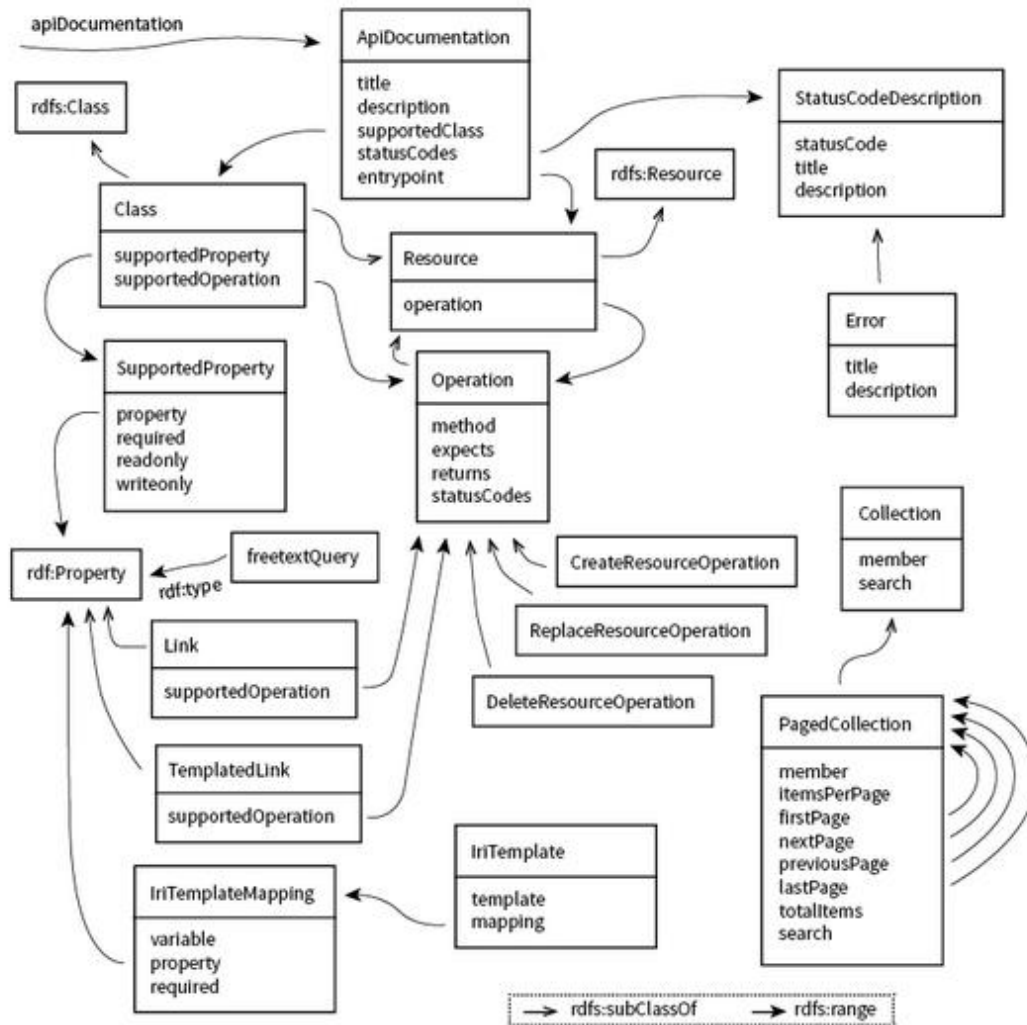 apiDocumentation
ApiDocumentation
title
description
supportedClass
statusCodes
entrypoint
rdfs:Class
StatusCodeDescription
statusCode
title
description
rdfs:Resource
Class
supportedProperty
supportedOperation
Resource
operation
Error
title
description
SupportedProperty
property
required
readonly
writeonly
Operation
method
expects
returns
statusCodes
Collection
member
search
rdf:Property
rdf:type
freetextQuery
CreateResourceOperation
ReplaceResourceOperation
DeleteResourceOperation
Link
supportedOperation
TemplatedLink
supportedOperation
PagedCollection
member
itemsPerPage
firstPage
nextPage
previousPage
lastPage
totalItems
search
IriTemplate
template
mapping
IriTemplateMapping
variable
property
required
rdfs:subClassOf
rdfs:range